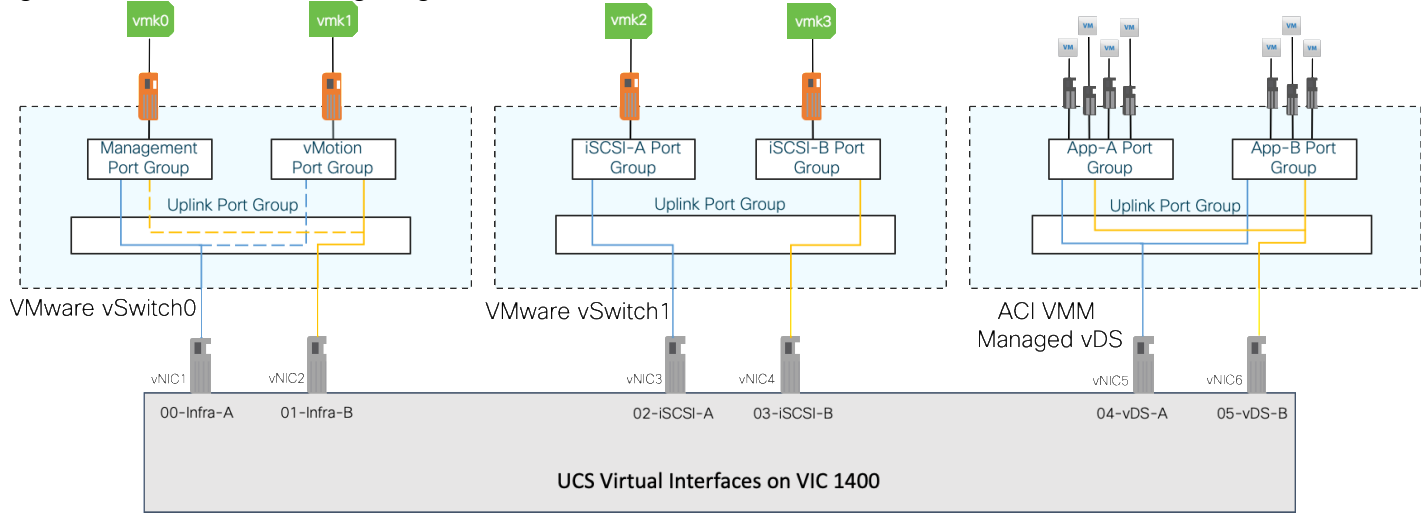 vmk0
vmk1
vmk2
vmk3
VM
VM
VM
VM
VM
VM
VM
Management
Port Group
vMotion
Port Group
iSCSI-A Port
Group
iSCSI-B Port
Group
App-A Port
Group
App-B Port
Group
Uplink Port Group
Uplink Port Group
Uplink Port Group
VMware vSwitch0
VMware vSwitch1
ACI VMM
Managed vDS
vNIC1
vNIC2
vNIC3
vNIC4
vNIC5
vNIC6
00-Infra-A
01-Infra-B
02-iSCSI-A
03-iSCSI-B
04-vDS-A
05-vDS-B
UCS Virtual Interfaces on VIC 1400